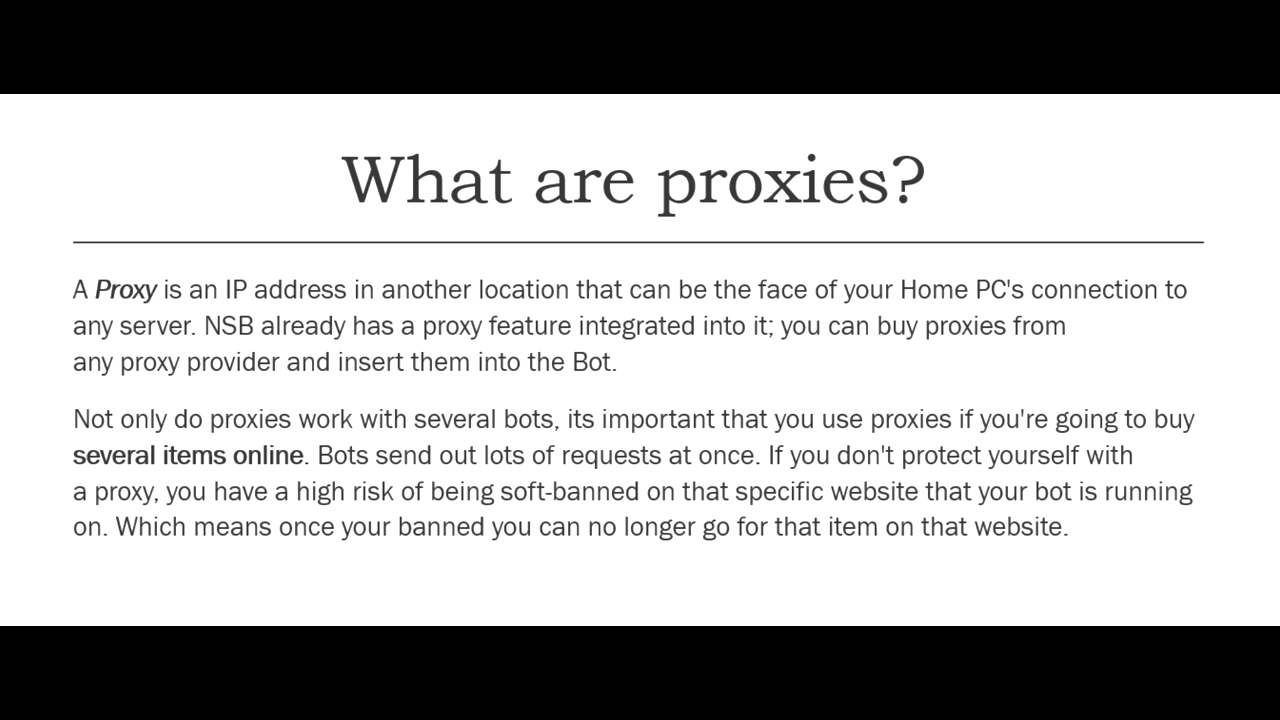 What are proxies?
A Proxy is an IP address in another location that can be the face of your Home PC's connection to
any server. NSB already has a proxy feature integrated into it; you can buy proxies from
any proxy provider and insert them into the Bot.
Not only do proxies work with several bots, its important that you use proxies if you're going to buy
several items online. Bots send out lots of requests at once. If you don't protect yourself with
a proxy, you have a high risk of being soft-banned on that specific website that your bot is running
on. Which means once your banned you can no longer go for that item on that website.